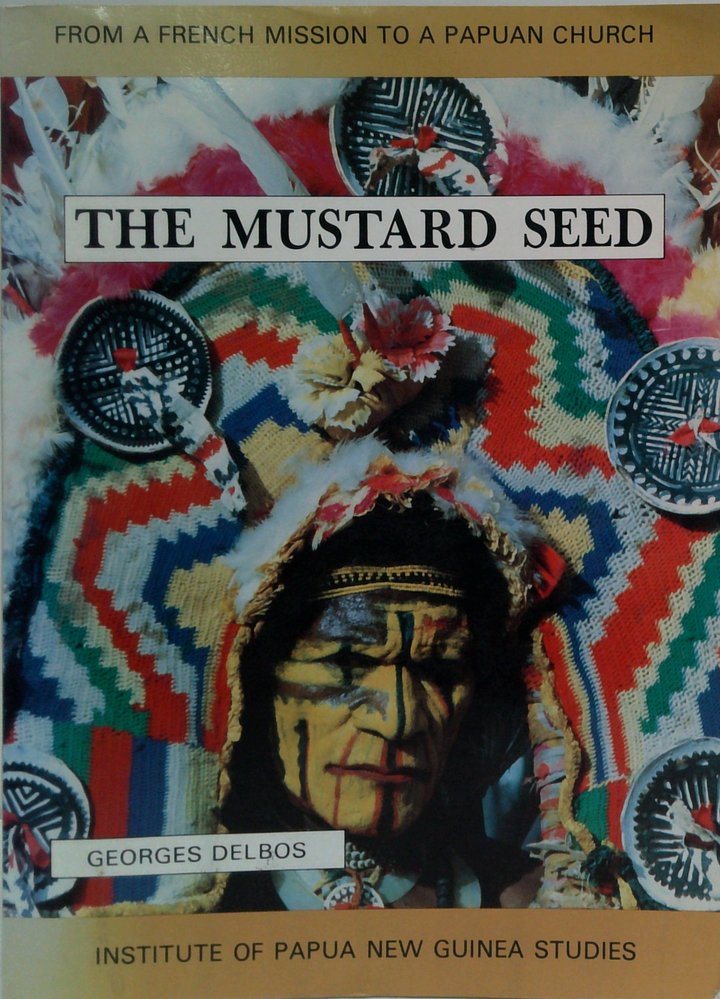 FROM A FRENCH MISSION TO A PAPUAN CHURCH
THE MUSTARD SEED
GEORGES DELBOS
INSTITUTE OF PAPUA NEW GUINEA STUDIES